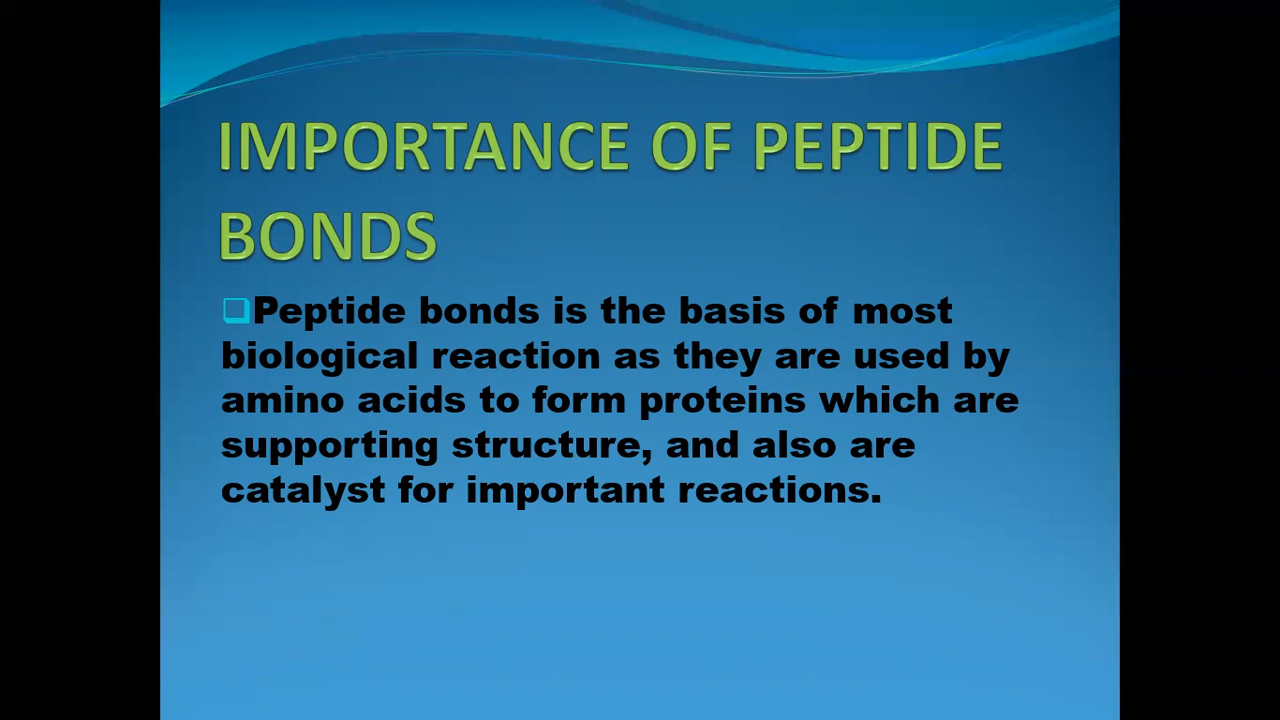 IMPORTANCE OF PEPTIDE
BONDS
Peptide bonds is the basis of most
biological reaction as they are used by
amino acids to form proteins which are
supporting structure, and also are
catalyst for important reactions.